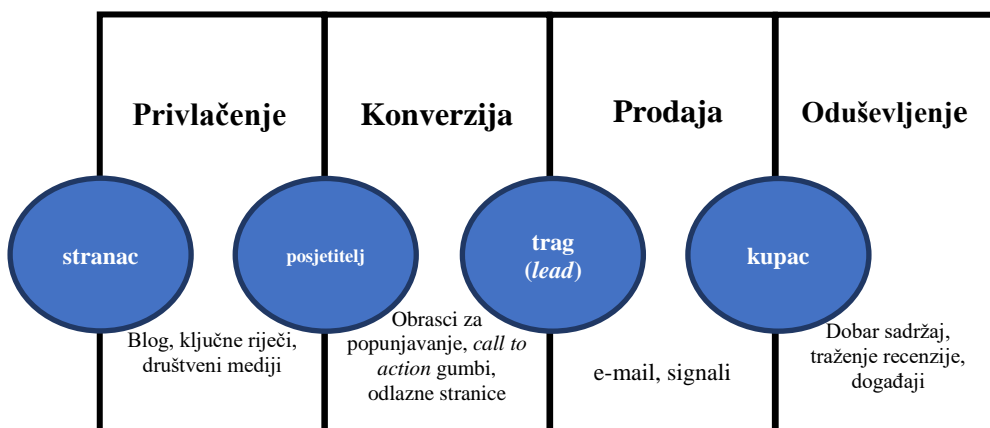 Privlačenje
Konverzija
Prodaja
Oduševljenje
stranac
posjetitelj
trag
(lead)
kupac
Blog, ključne riječi,
društveni mediji
Obrasci za
popunjavanje, call to
action gumbi,
odlazne stranice
e-mail, signali
Dobar sadržaj,
traženje recenzije,
događaji